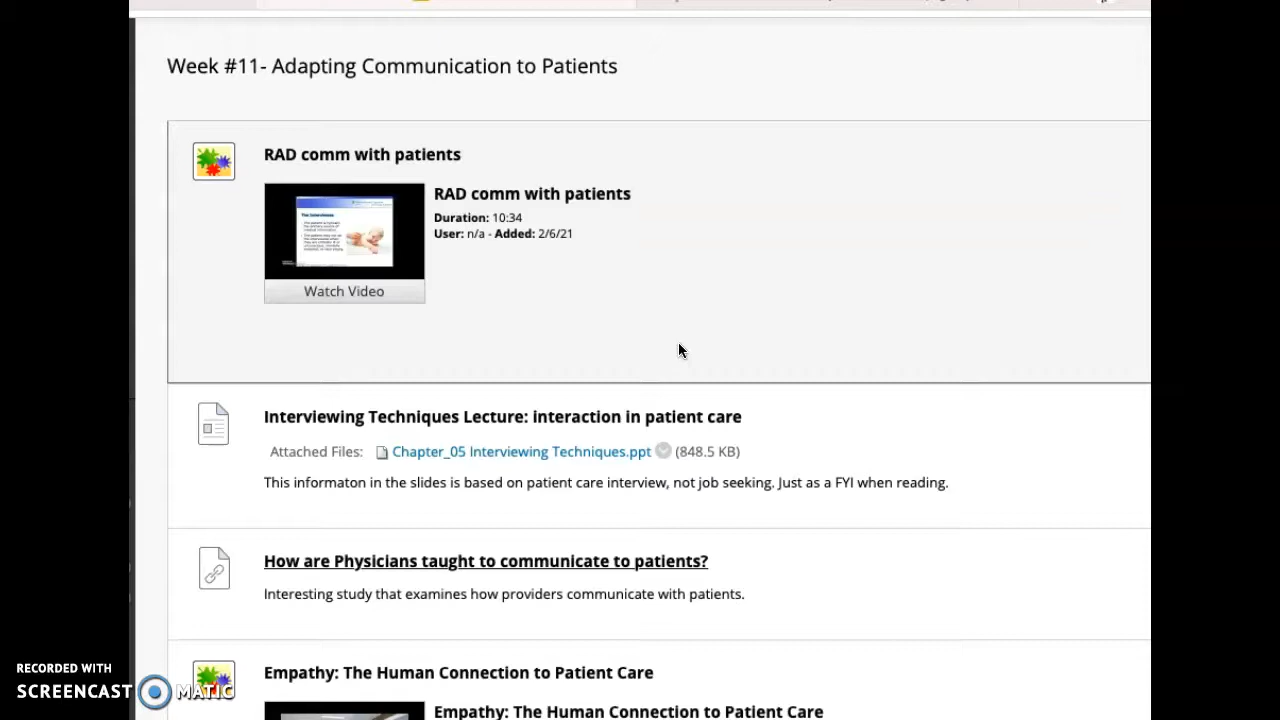 Week #11- Adapting Communication to Patients
RAD comm with patients
RAD comm with patients
Duration: 10:34
User: n/a - Added: 2/6/21
Watch Video
Interviewing Techniques Lecture: interaction in patient care
Attached Files: Chapter_05 Interviewing Techniques.ppt (848.5 KB)
This informaton in the slides is based on patient care interview, not job seeking. Just as a FYI when reading.
How are Physicians taught to communicate to patients?
Interesting study that examines how providers communicate with patients.
Empathy: The Human Connection to Patient Care
Empathy: The Human Connection to Patient Care
RECORDED WITH
SCREENCAST MATIC